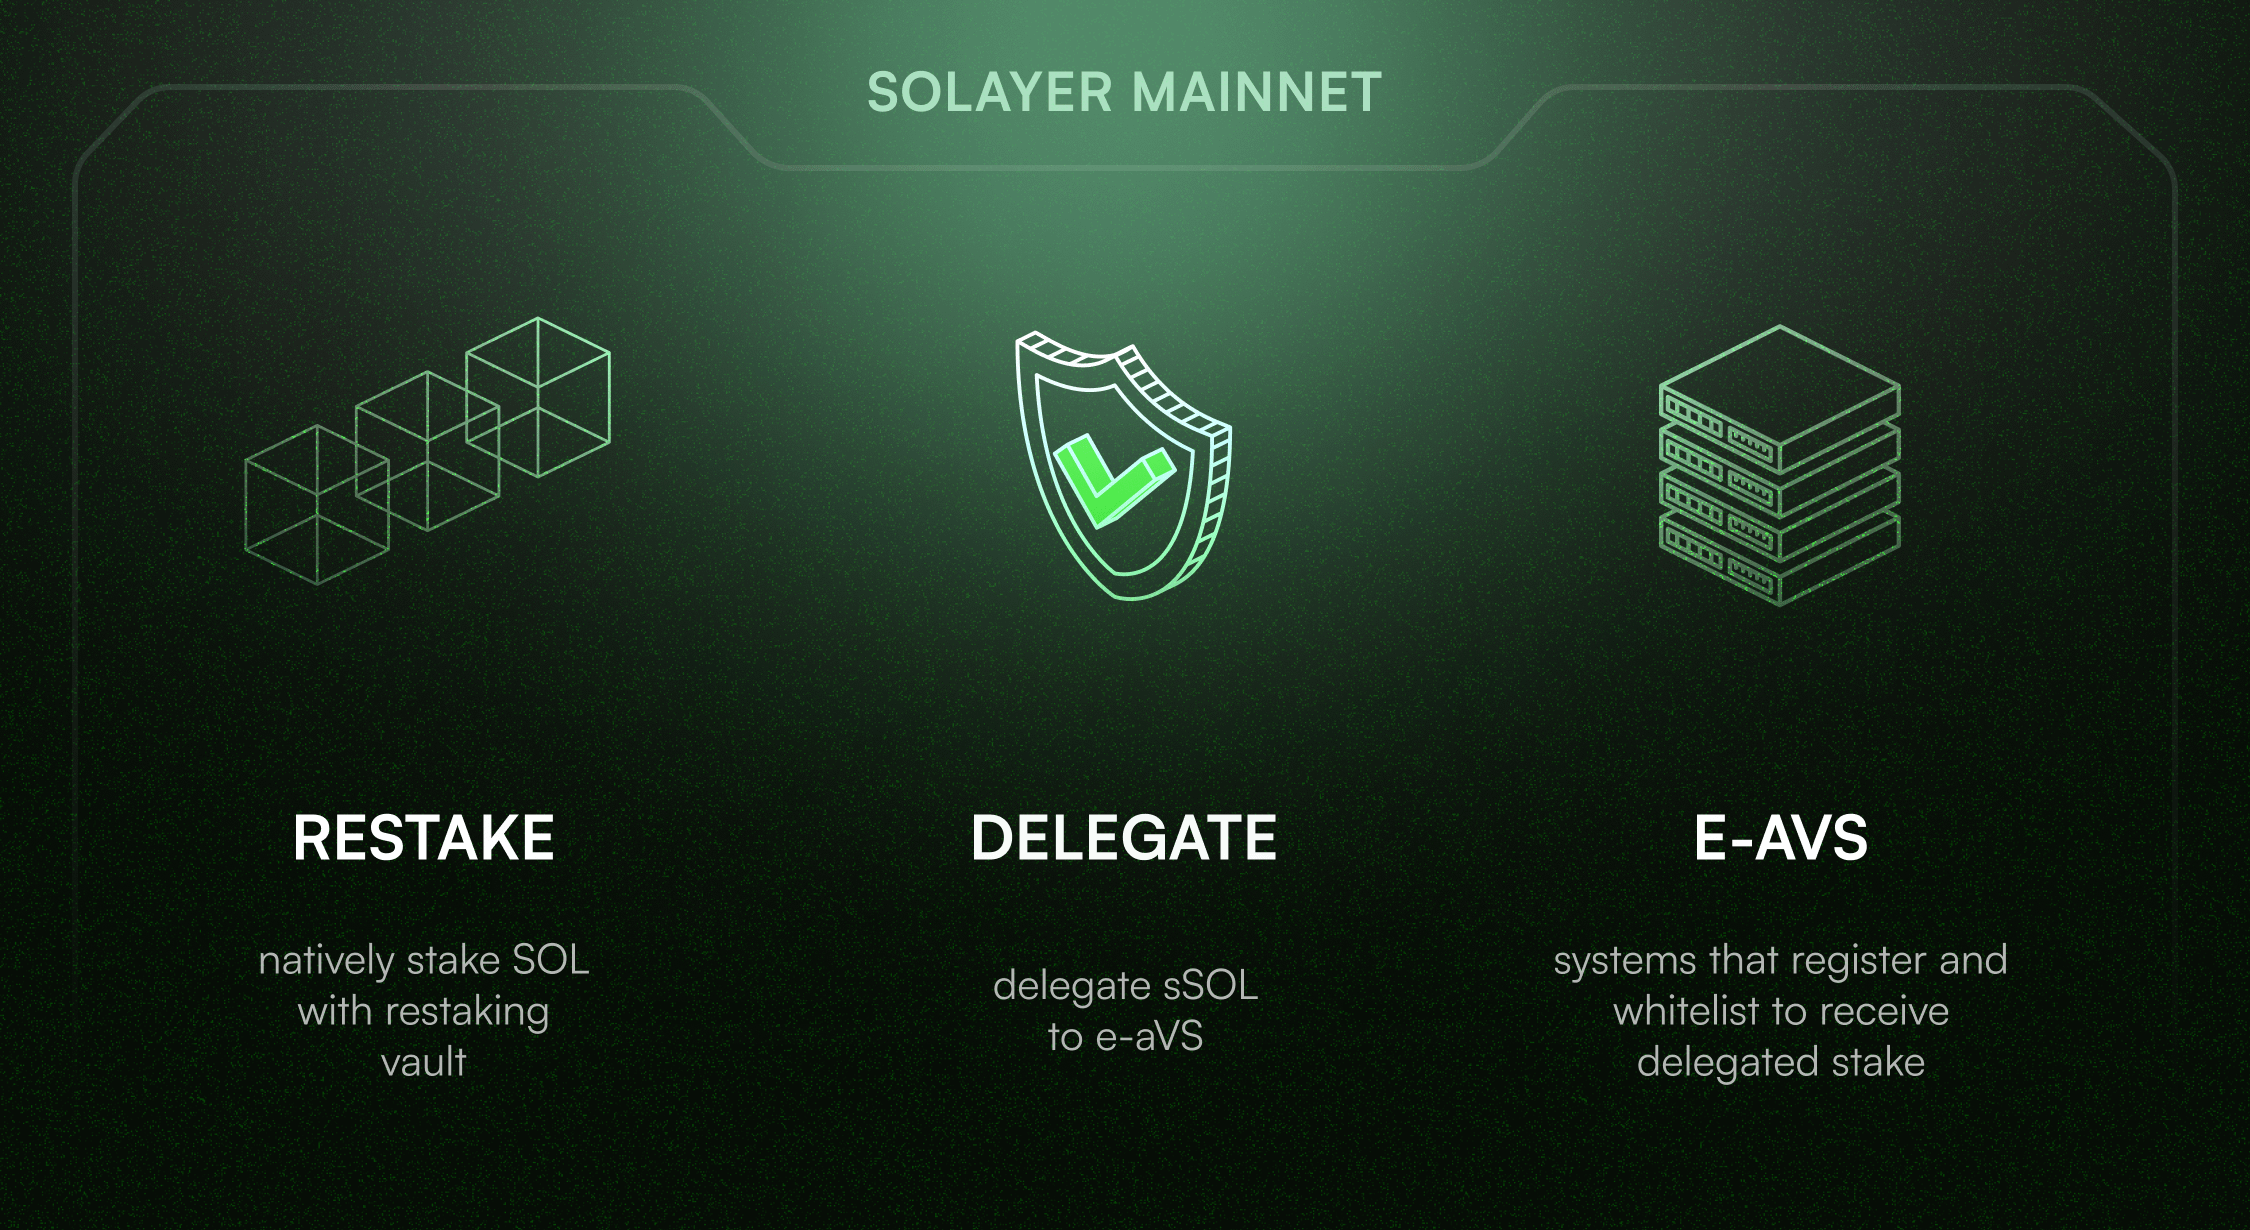 SOLAYER MAINNET
RESTAKE
natively stake SOL
with restaking
vault
DELEGATE
delegate sSOL
to e-aVS
E-AVS
systems that register and
whitelist to receive
delegated stake